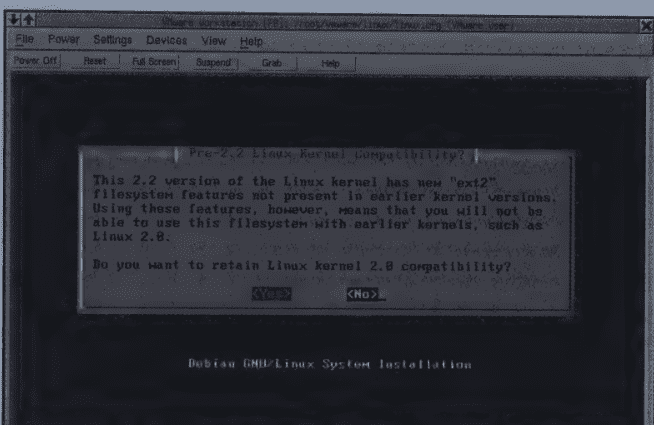 File Power Settings Devices View Help
Power Off Reset Full Screen Suspend Grab Help
Pre-2.2 Linux Kernel Compatibility?
This 2.2 version of the Linux kernel has new "ext2"
filesystem features not present in earlier kernel versions.
Using these features, however, means that you will not be
able to use this filesystem with earlier kernels, such as
Linux 2.0.
Do you want to retain Linux kernel 2.0 compatibility?
<Yes> <No>
Debian GNU/Linux System Installation